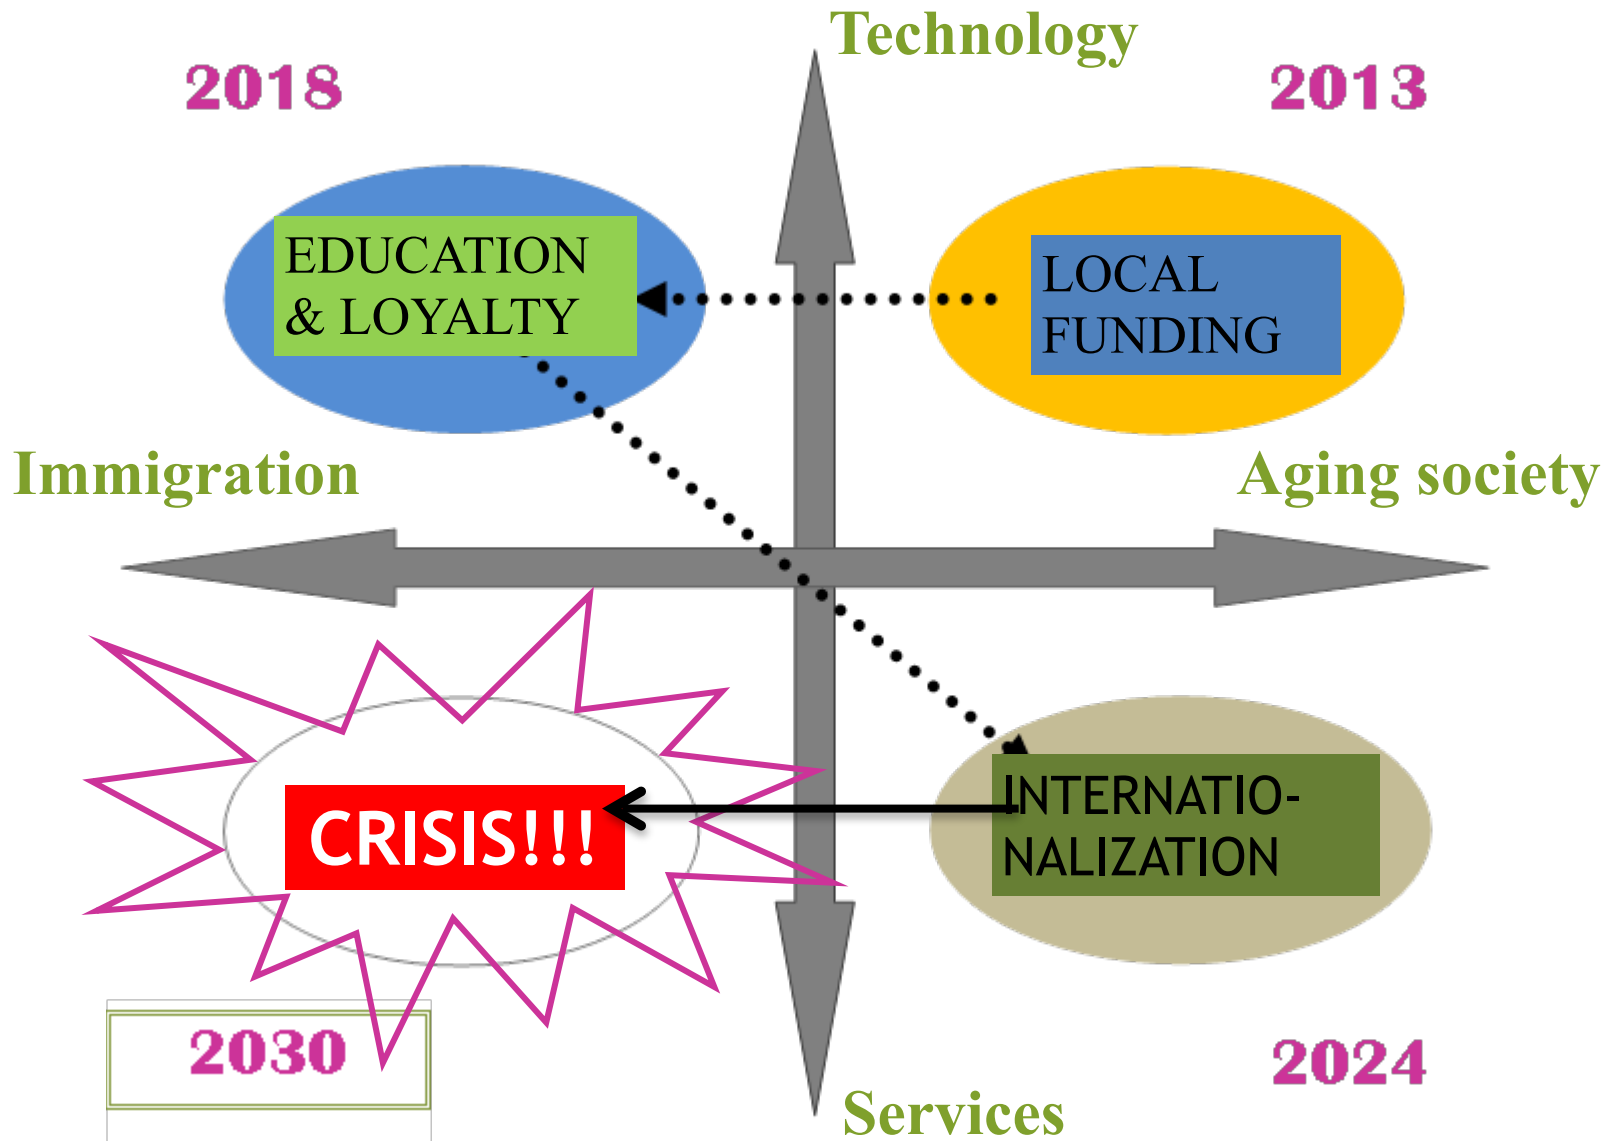 Technology
2018
2013
EDUCATION
& LOYALTY
LOCAL
FUNDING
Immigration
Aging society
CRISIS!!!
INTERNATIO-
NALIZATION
2030
2024
Services